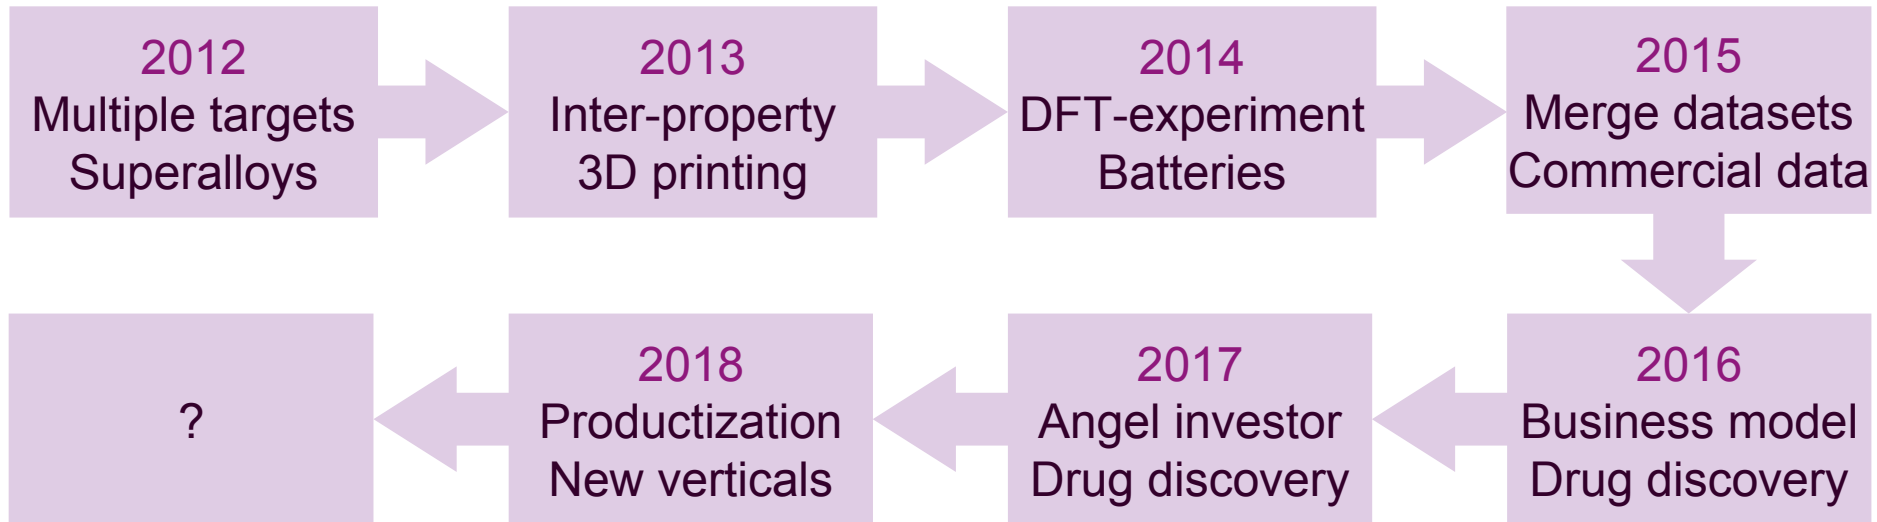 2012
Multiple targets
Superalloys
2013
Inter-property
3D printing
2014
DFT-experiment
Batteries
2015
Merge datasets
Commercial data
2016
Business model
Drug discovery
2017
Angel investor
Drug discovery
2018
Productization
New verticals
?